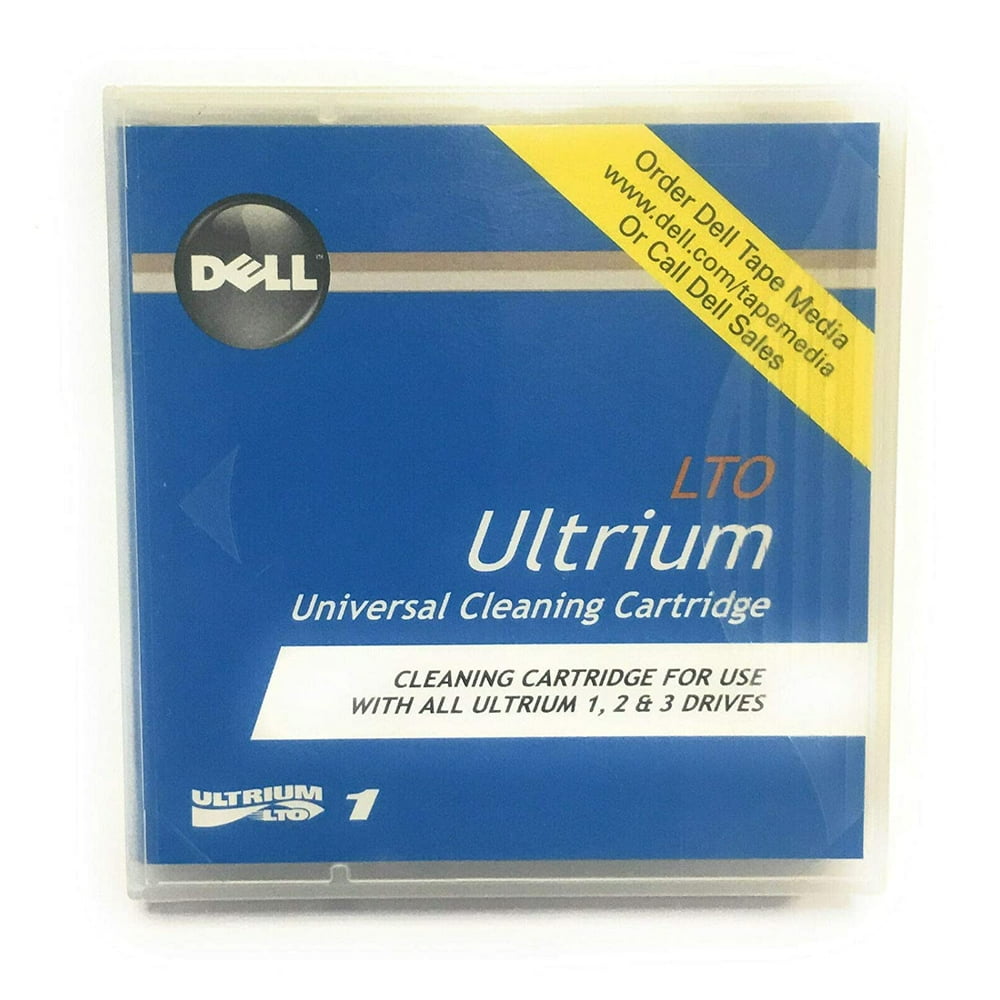 DELL™
Order Dell Tape Media
www.dell.com/tapemedia
Or Call Dell Sales
LTO
Ultrium
Universal Cleaning Cartridge
CLEANING CARTRIDGE FOR USE
WITH ALL ULTRIUM 1, 2 & 3 DRIVES
ULTRIUM
LTO
1